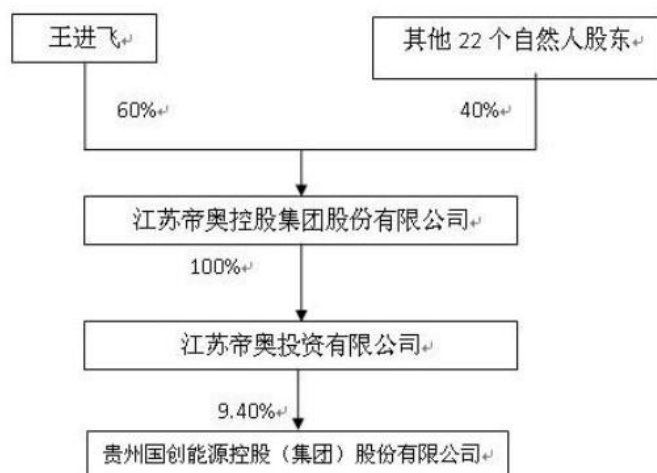 王进飞
其他 22 个自然人股东
60%
40%
江苏帝奥控股集团股份有限公司
100%
江苏帝奥投资有限公司
9.40%
贵州国创能源控股（集团）股份有限公司